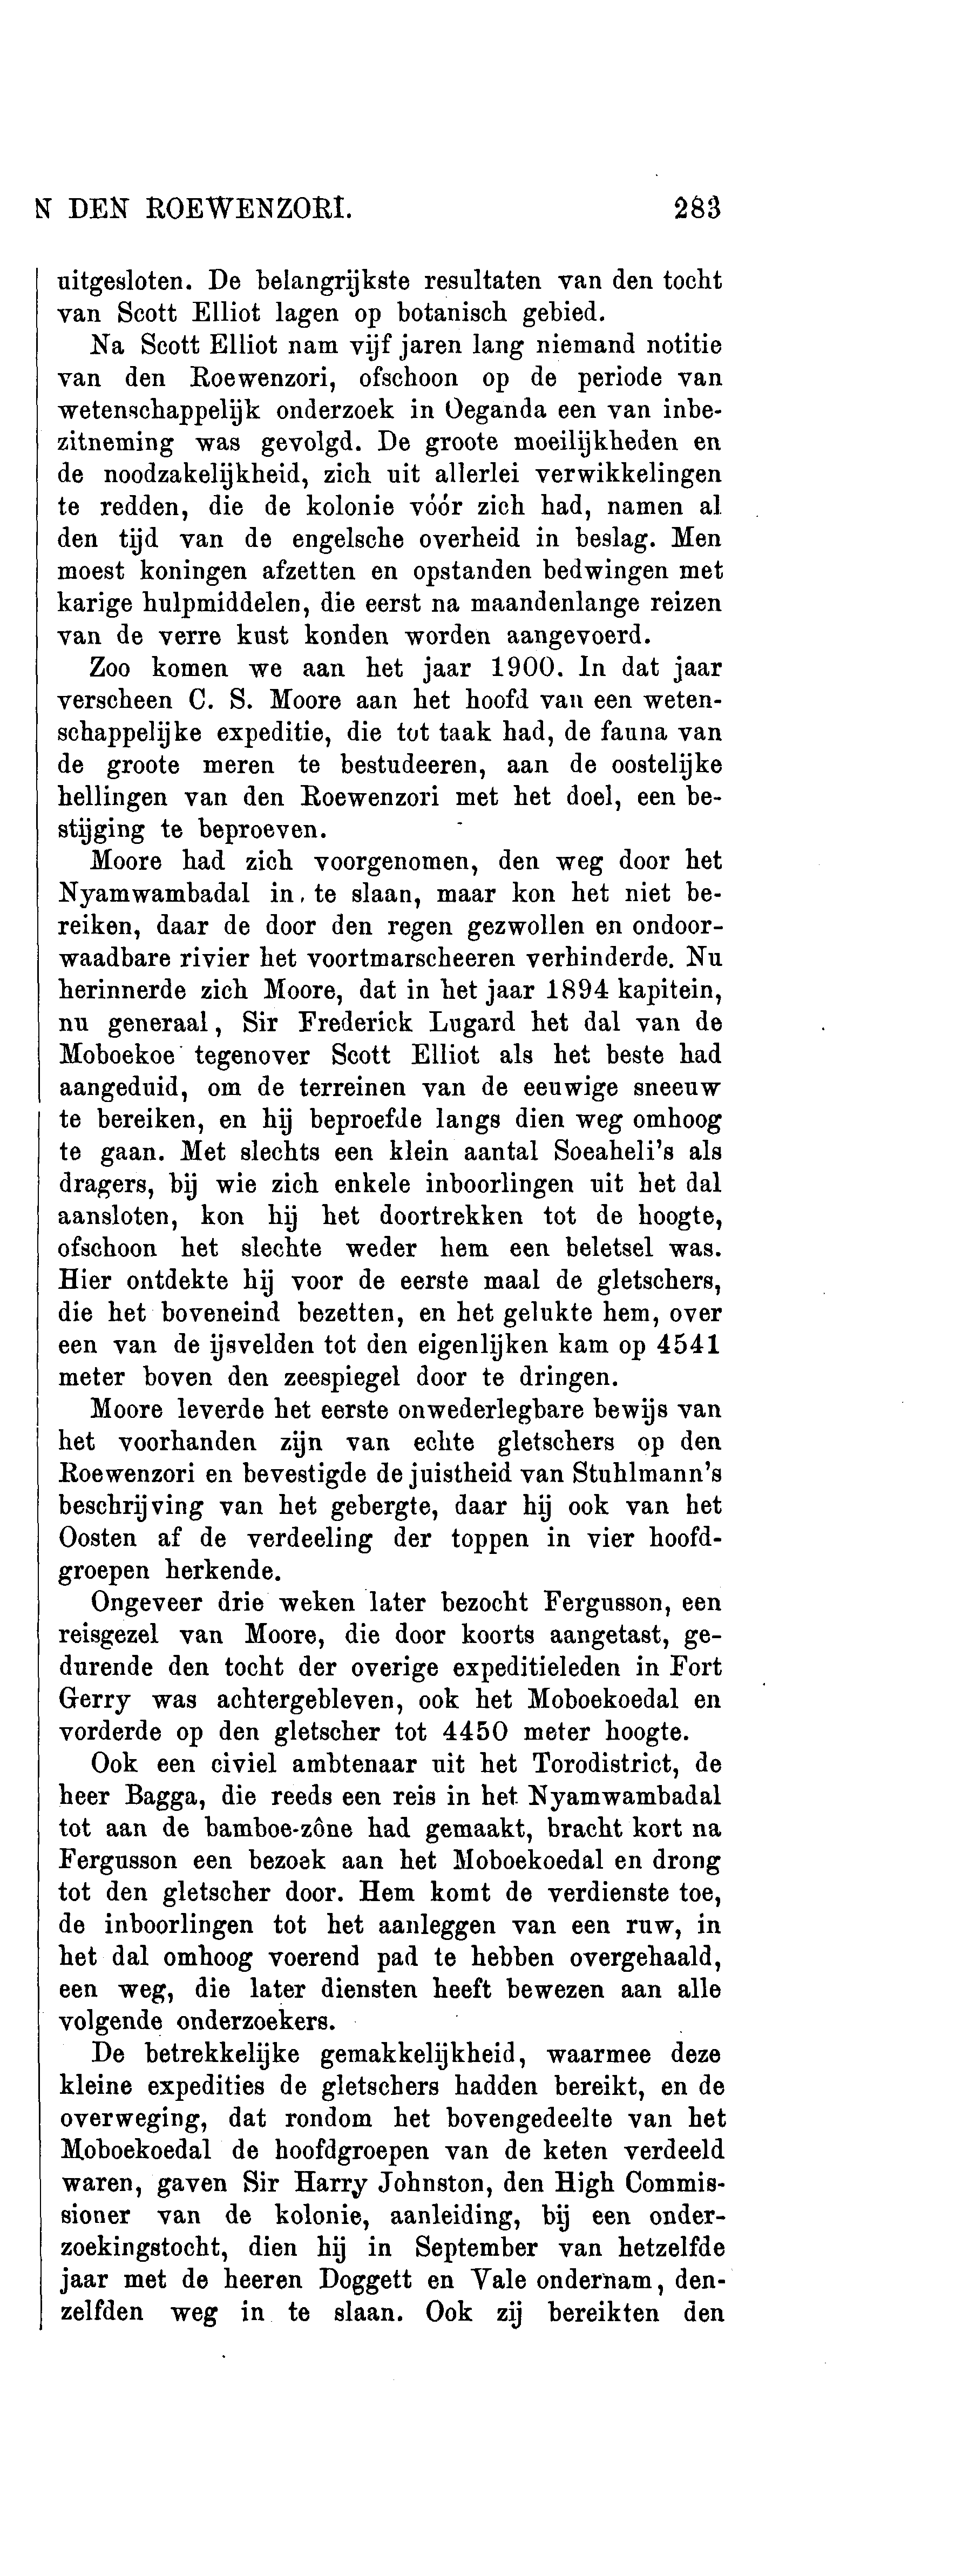 N DEN ROEWENZORI. 283
uitgesloten. De belangrijkste resultaten van den tocht
van Scott Elliot lagen op botanisch gebied.
Na Scott Elliot nam vijf jaren lang niemand notitie
van den Roewenzori, ofschoon op de periode van
wetenschappelijk onderzoek in Oeganda een van inbe-
zitneming was gevolgd. De groote moeilijkheden en
de noodzakelijkheid, zich uit allerlei verwikkelingen
te redden, die de kolonie vóór zich had, namen al
den tijd van de engelsche overheid in beslag. Men
moest koningen afzetten en opstanden bedwingen met
karige hulpmiddelen, die eerst na maandenlange reizen
van de verre kust konden worden aangevoerd.
Zoo komen we aan het jaar 1900. In dat jaar
verscheen C. S. Moore aan het hoofd van een weten-
schappelijke expeditie, die tot taak had, de fauna van
de groote meren te bestudeeren, aan de oostelijke
hellingen van den Roewenzori met het doel, een be-
stijging te beproeven.
Moore had zich voorgenomen, den weg door het
Nyamwambadal in te slaan, maar kon het niet be-
reiken, daar de door den regen gezwollen en ondoor-
waadbare rivier het voortmarscheeren verhinderde. Nu
herinnerde zich Moore, dat in het jaar 1894 kapitein,
nu generaal, Sir Frederick Lugard het dal van de
Moboekoe tegenover Scott Elliot als het beste had
aangeduid, om de terreinen van de eeuwige sneeuw
te bereiken, en hij beproefde langs dien weg omhoog
te gaan. Met slechts een klein aantal Soeaheli's als
dragers, bij wie zich enkele inboorlingen uit het dal
aansloten, kon hij het doortrekken tot de hoogte,
ofschoon het slechte weder hem een beletsel was.
Hier ontdekte hij voor de eerste maal de gletschers,
die het boveneind bezetten, en het gelukte hem, over
een van de ijsvelden tot den eigenlijken kam op 4541
meter boven den zeespiegel door te dringen.
Moore leverde het eerste onwederlegbare bewijs van
het voorhanden zijn van echte gletschers op den
Roewenzori en bevestigde de juistheid van Stuhlmann's
beschrijving van het gebergte, daar hij ook van het
Oosten af de verdeeling der toppen in vier hoofd-
groepen herkende.
Ongeveer drie weken later bezocht Fergusson, een
reisgezel van Moore, die door koorts aangetast, ge-
durende den tocht der overige expeditieleden in Fort
Gerry was achtergebleven, ook het Moboekoedal en
vorderde op den gletscher tot 4450 meter hoogte.
Ook een civiel ambtenaar uit het Torodistrict, de
heer Bagga, die reeds een reis in het Nyamwambadal
tot aan de bamboe-zône had gemaakt, bracht kort na
Fergusson een bezoek aan het Moboekoedal en drong
tot den gletscher door. Hem komt de verdienste toe,
de inboorlingen tot het aanleggen van een ruw, in
het dal omhoog voerend pad te hebben overgehaald,
een weg, die later diensten heeft bewezen aan alle
volgende onderzoekers.
De betrekkelijke gemakkelijkheid, waarmee deze
kleine expedities de gletschers hadden bereikt, en de
overweging, dat rondom het bovengedeelte van het
Moboekoedal de hoofdgroepen van de keten verdeeld
waren, gaven Sir Harry Johnston, den High Commis-
sioner van de kolonie, aanleiding, bij een onder-
zoekingstocht, dien hij in September van hetzelfde
jaar met de heeren Doggett en Vale ondernam, den-
zelfden weg in te slaan. Ook zij bereikten den